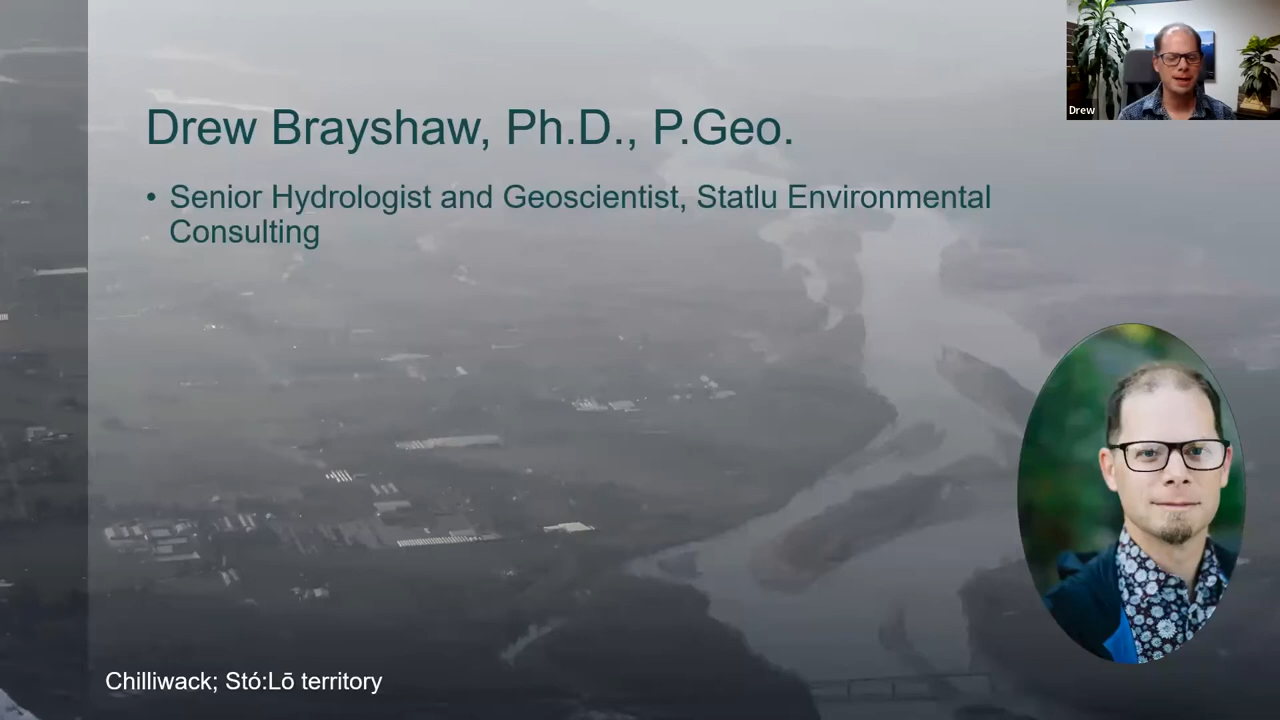 Drew Brayshaw, Ph.D., P.Geo.
• Senior Hydrologist and Geoscientist, Statlu Environmental
Consulting
Drew
Chilliwack; Stó:Lō territory